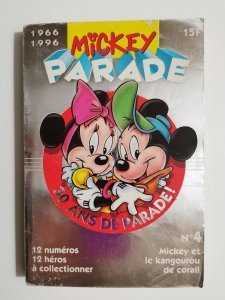 1966
1996
MICKEY
15F
PARADE
30 ANS DE PARADE!
12 numéros
12 héros
à collectionner
N°4
Mickey et
le kangourou
de corail